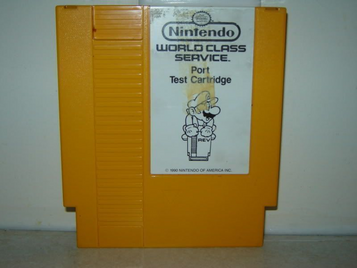 Nintendo
WORLD CLASS
SERVICE
Port
Test Cartridge
REV
© 1990 NINTENDO OF AMERICA INC.